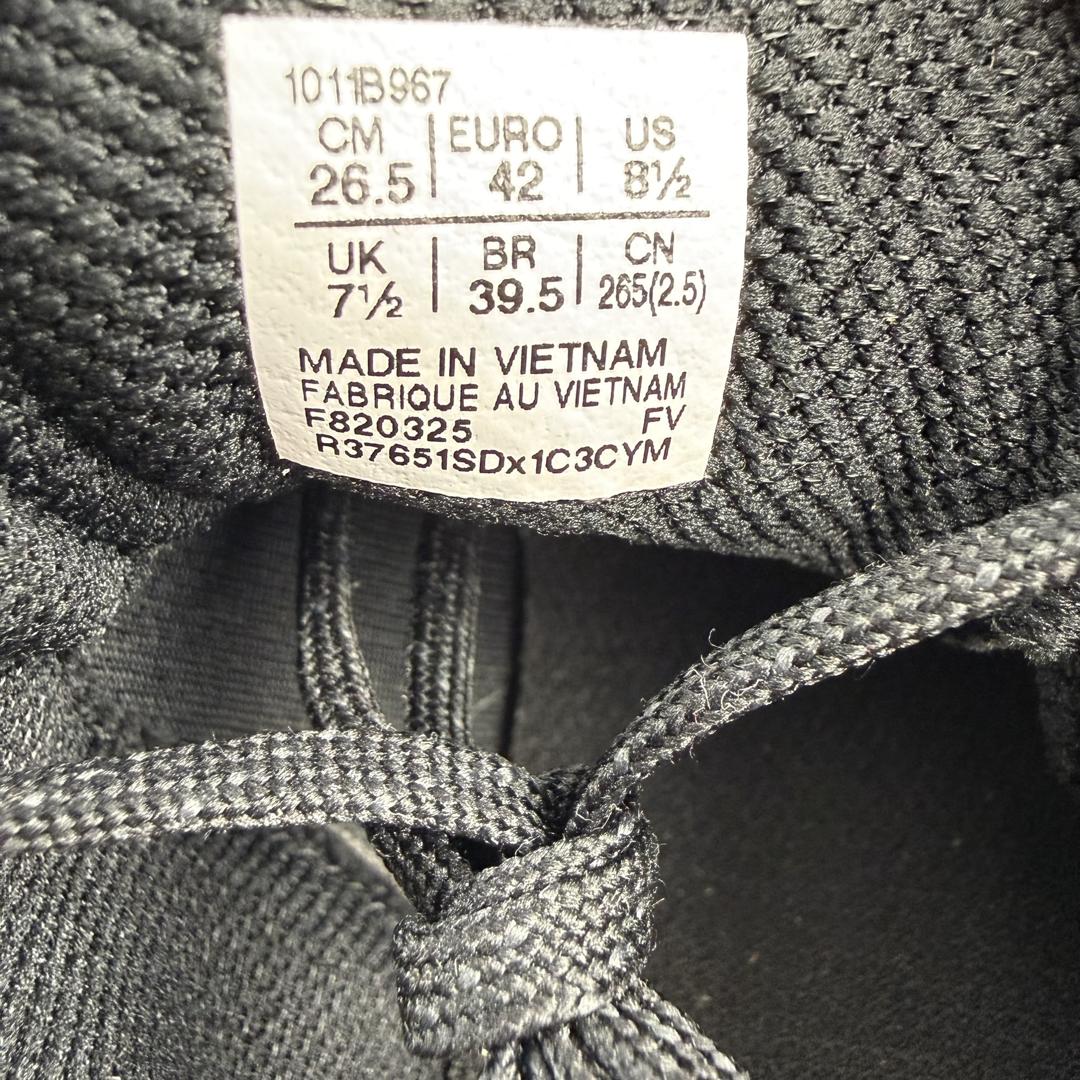 1011B967
CM | EURO | US
26.5 | 42 | 8½
UK | BR | CN
7½ | 39.5 | 265(2.5)
MADE IN VIETNAM
FABRIQUE AU VIETNAM
F820325 FV
R37651SDx1C3CYM